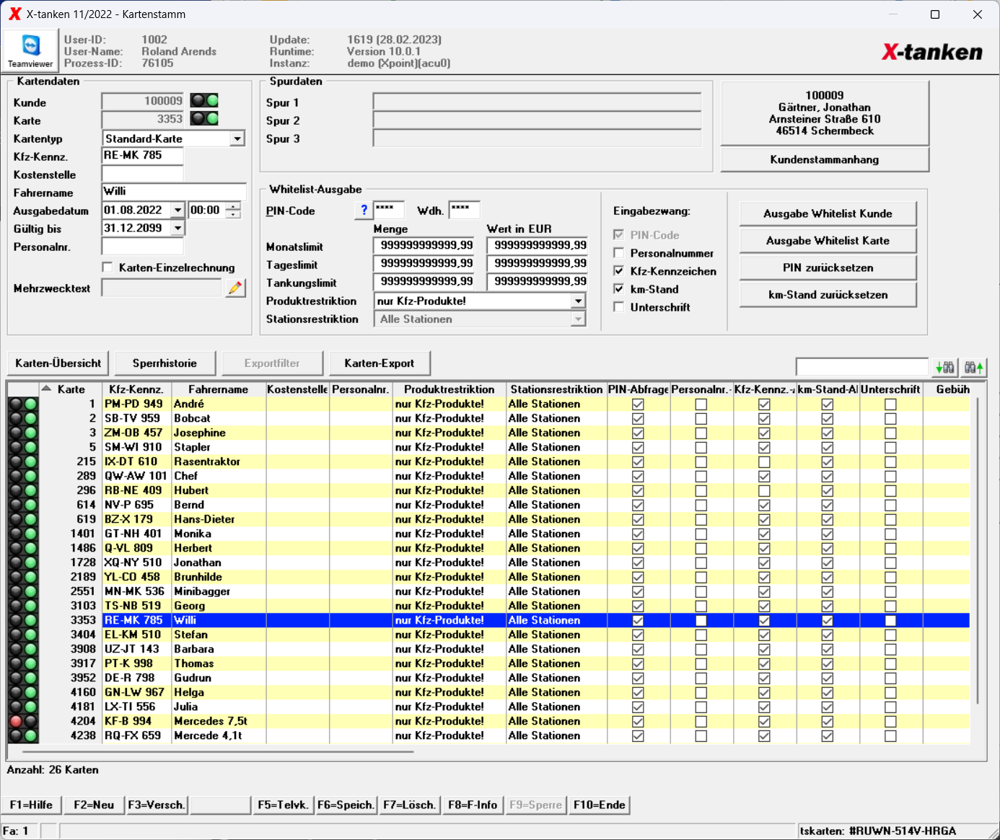 X-tanken 11/2022 - Kartenstamm
Teamviewer
User-ID: 1002
User-Name: Roland Arends
Prozess-ID: 76105
Update: 1619 (28.02.2023)
Runtime: Version 10.0.1
Instanz: demo (Xpoint)(acu0)
X-tanken
Kartendaten
Kunde 100009
Karte 3353
Kartentyp Standard-Karte
Kfz-Kennz. RE-MK 785
Kostenstelle
Fahrername Willi
Ausgabedatum 01.08.2022 00:00
Gültig bis 31.12.2099
Personalnr.
Karten-Einzelrechnung
Mehrzwecktext
Spurdaten
Spur 1
Spur 2
Spur 3
100009
Gärtner, Jonathan
Arnsteiner Straße 610
46514 Schermbeck
Kundenstammanhang
Whitelist-Ausgabe
PIN-Code ? **** Wdh. ****
Menge Wert in EUR
Monatslimit 999999999999,99 999999999999,99
Tageslimit 999999999999,99 999999999999,99
Tankungslimit 999999999999,99 999999999999,99
Produktrestriktion nur Kfz-Produkte!
Stationsrestriktion Alle Stationen
Eingabezwang:
PIN-Code
Personalnummer
Kfz-Kennzeichen
km-Stand
Unterschrift
Ausgabe Whitelist Kunde
Ausgabe Whitelist Karte
PIN zurücksetzen
km-Stand zurücksetzen
Karten-Übersicht Sperrhistorie Exportfilter Karten-Export
Karte Kfz-Kennz. Fahrername Kostenstelle Personalnr. Produktrestriktion Stationsrestriktion PIN-Abfrage Personalnr.- Kfz-Kennz.-A km-Stand-Al Unterschrift Gebüh
1 PM-PD 949 André nur Kfz-Produkte! Alle Stationen
2 SB-TV 959 Bobcat nur Kfz-Produkte! Alle Stationen
3 ZM-OB 457 Josephine nur Kfz-Produkte! Alle Stationen
5 SM-WI 910 Stapler nur Kfz-Produkte! Alle Stationen
215 IX-DT 610 Rasentraktor nur Kfz-Produkte! Alle Stationen
289 QW-AW 101 Chef nur Kfz-Produkte! Alle Stationen
296 RB-NE 409 Hubert nur Kfz-Produkte! Alle Stationen
614 NV-P 695 Bernd nur Kfz-Produkte! Alle Stationen
619 BZ-X 179 Hans-Dieter nur Kfz-Produkte! Alle Stationen
1401 GT-NH 401 Monika nur Kfz-Produkte! Alle Stationen
1486 Q-VL 809 Herbert nur Kfz-Produkte! Alle Stationen
1728 XQ-NY 510 Jonathan nur Kfz-Produkte! Alle Stationen
2189 YL-CO 458 Brunhilde nur Kfz-Produkte! Alle Stationen
2551 MN-MK 536 Minibagger nur Kfz-Produkte! Alle Stationen
3103 TS-NB 519 Georg nur Kfz-Produkte! Alle Stationen
3353 RE-MK 785 Willi nur Kfz-Produkte! Alle Stationen
3404 EL-KM 510 Stefan nur Kfz-Produkte! Alle Stationen
3908 UZ-JT 143 Barbara nur Kfz-Produkte! Alle Stationen
3917 PT-K 998 Thomas nur Kfz-Produkte! Alle Stationen
3952 DE-R 798 Gudrun nur Kfz-Produkte! Alle Stationen
4160 GN-LW 967 Helga nur Kfz-Produkte! Alle Stationen
4181 LX-TI 556 Julia nur Kfz-Produkte! Alle Stationen
4204 KF-B 994 Mercedes 7,5t nur Kfz-Produkte! Alle Stationen
4238 RQ-FX 659 Mercede 4,1t nur Kfz-Produkte! Alle Stationen
Anzahl: 26 Karten
F1=Hilfe F2=Neu F3=Versch. F5=Telvk. F6=Speich. F7=Lösch. F8=F-Info F9=Sperre F10=Ende
Fa: 1
tskarten: #RUWN-514V-HRGA